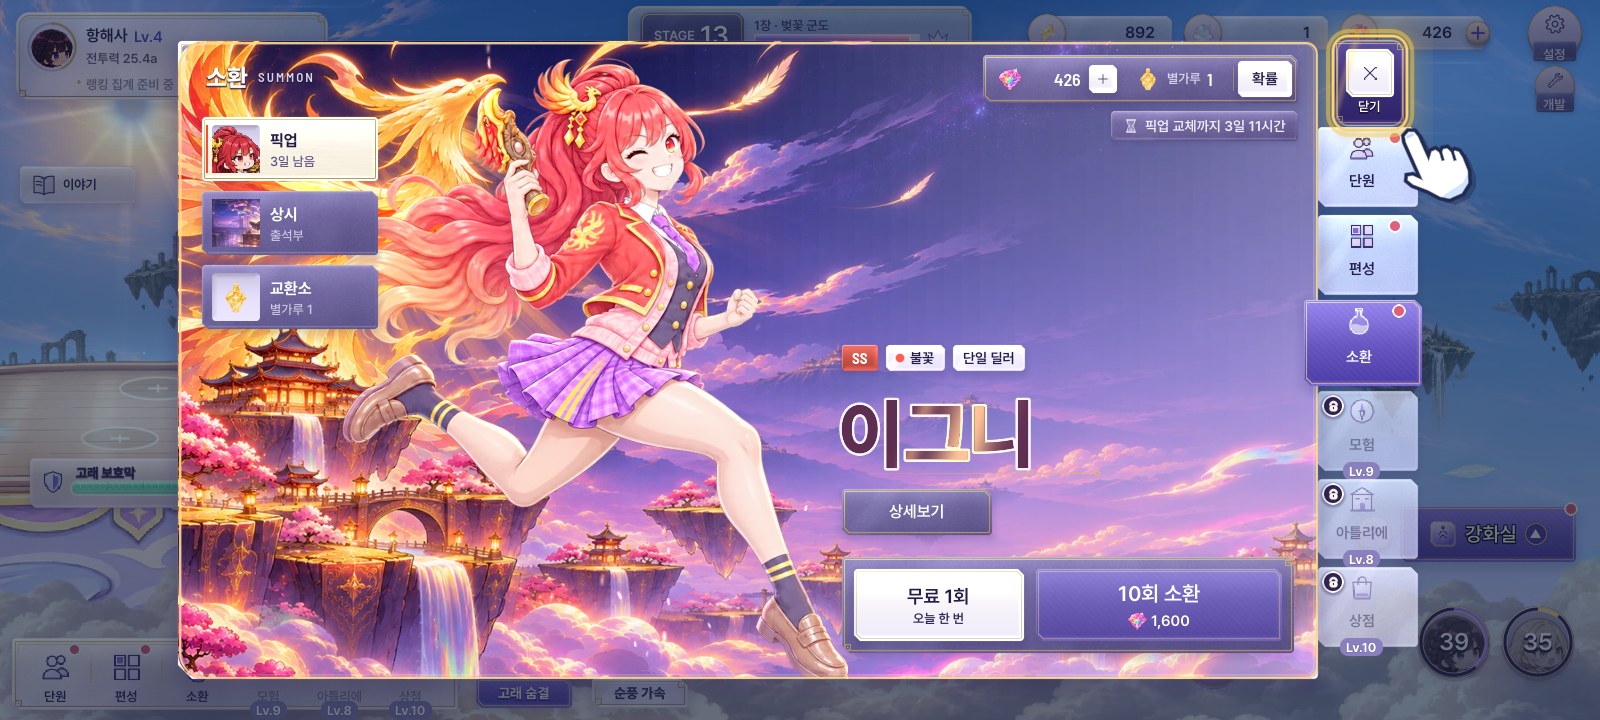 항해사 Lv.4
전투력 25.4a
* 랭킹 집계 준비 중
STAGE 13
1장 · 벚꽃 군도
892
1
426
설정
개발
소환 SUMMON
426
별가루 1
확률
닫기
픽업 교체까지 3일 11시간
픽업
3일 남음
상시
출석부
교환소
별가루 1
이야기
고래 보호막
단원
편성
소환
모험
Lv.9
아틀리에
Lv.8
상점
Lv.10
SS
불꽃
단일 딜러
이그니
상세보기
무료 1회
오늘 한 번
10회 소환
1,600
강화실
39
35
단원
편성
소환
모험
Lv.9
아틀리에
Lv.8
상점
Lv.10
고래 숨결
순풍 가속